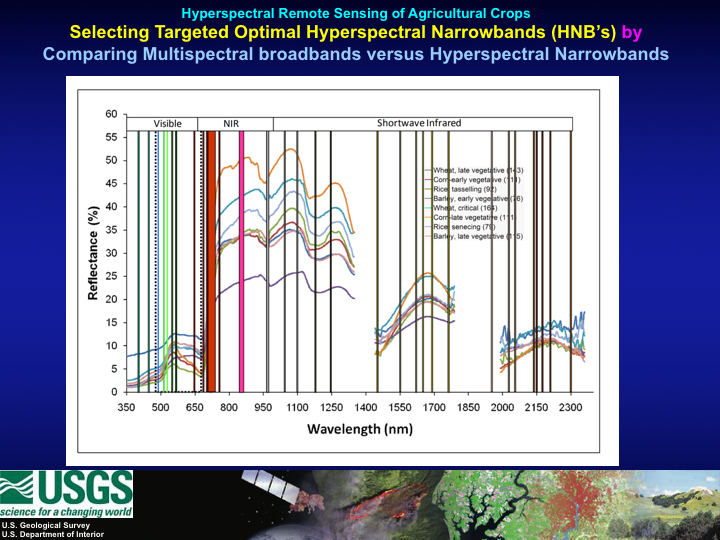 Hyperspectral Remote Sensing of Agricultural Crops
Selecting Targeted Optimal Hyperspectral Narrowbands (HNB’s) by
Comparing Multispectral broadbands versus Hyperspectral Narrowbands
Visible NIR Shortwave Infrared
60
55
50
45
40
35
30
25
20
15
10
5
0
Reflectance (%)
Wheat, late vegetative (143)
Corn-early vegetative (111)
Rice, tasselling (92)
Barley, early vegetative (76)
Wheat, critical (164)
Corn-late vegetative (111)
Rice, senecing (79)
Barley, late vegetative (115)
350 500 650 800 950 1100 1250 1400 1550 1700 1850 2000 2150 2300
Wavelength (nm)
USGS
science for a changing world
U.S. Geological Survey
U.S. Department of Interior